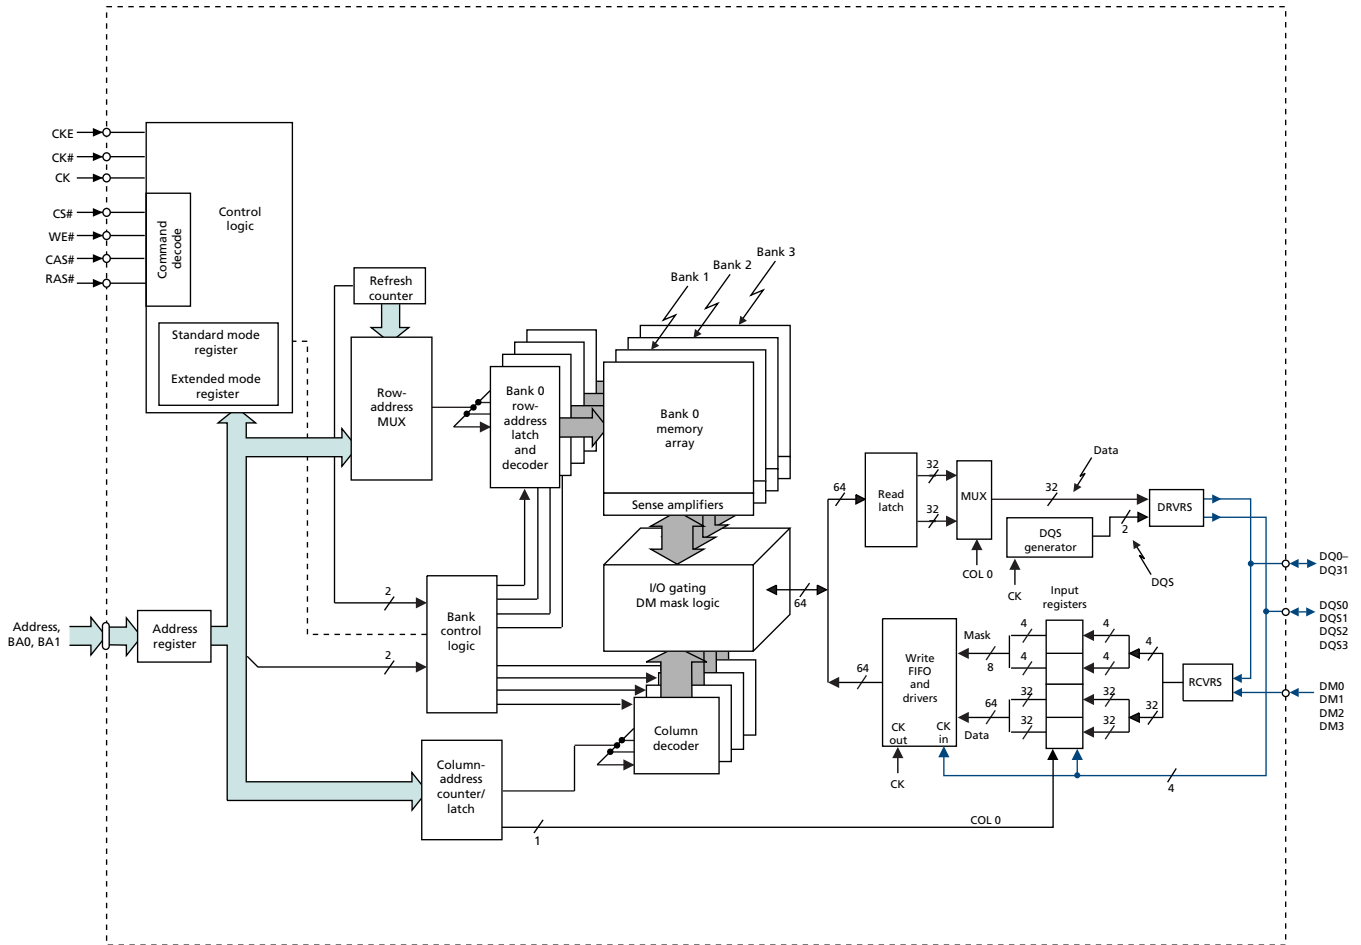 CKE
CK#
CK
CS#
WE#
CAS#
RAS#
Command
decode
Control
logic
Standard mode
register
Extended mode
register
Refresh
counter
Row-
address
MUX
Bank 0
row-
address
latch
and
decoder
Bank 1
Bank 2
Bank 3
Bank 0
memory
array
Sense amplifiers
I/O gating
DM mask logic
2
2
Bank
control
logic
Address,
BA0, BA1
Address
register
Column-
address
counter/
latch
Column
decoder
1
COL 0
64
64
Read
latch
32
32
MUX
COL 0
32
Data
DQS
generator
CK
2
DQS
DRVRS
DQ0–
DQ31
DQS0
DQS1
DQS2
DQS3
DM0
DM1
DM2
DM3
RCVRS
Input
registers
4
4
4
4
4
32
32
32
32
32
Mask
8
64
Data
64
Write
FIFO
and
drivers
CK
out
CK
in
CK
4